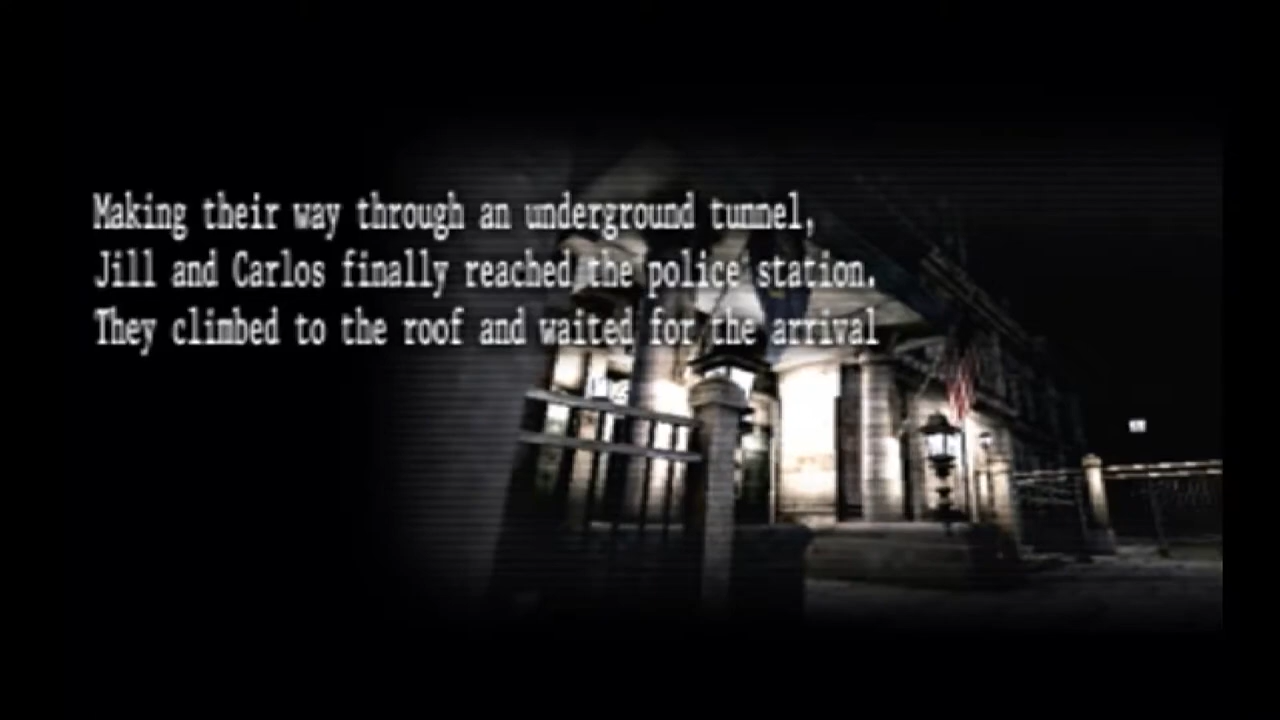 Making their way through an underground tunnel,
Jill and Carlos finally reached the police station.
They climbed to the roof and waited for the arrival